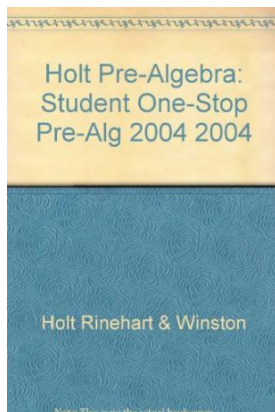 Holt Pre-Algebra:
Student One-Stop
Pre-Alg 2004 2004
Holt Rinehart & Winston